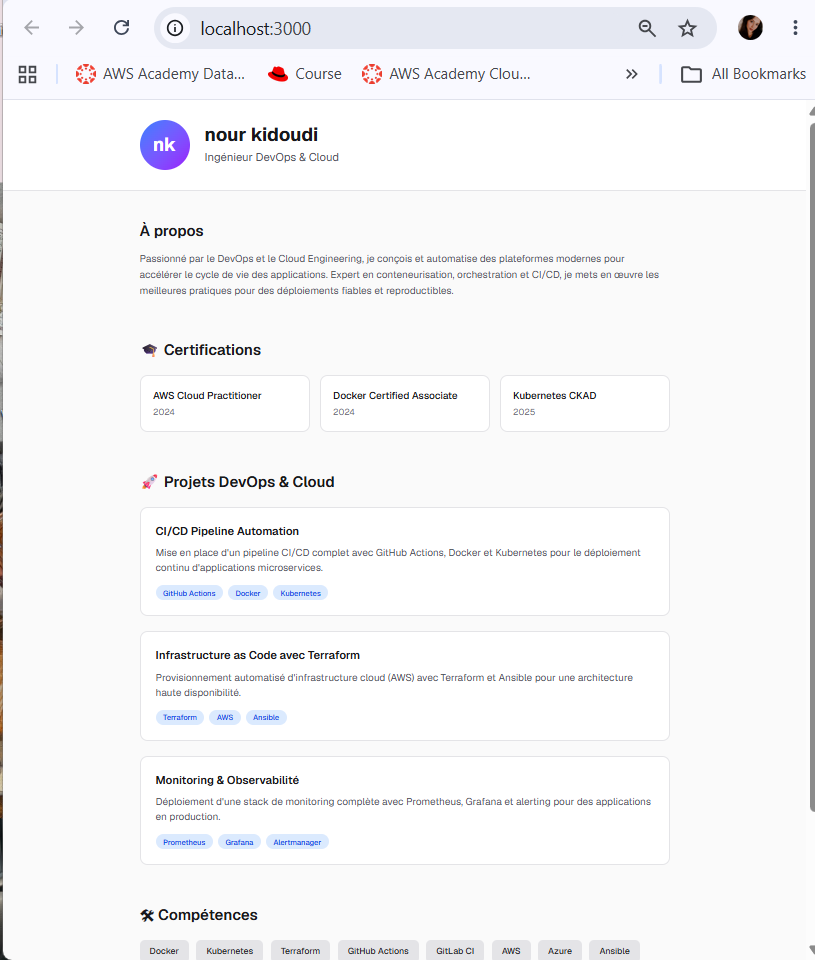 localhost:3000
AWS Academy Data...
Course
AWS Academy Clou...
All Bookmarks
nk
nour kidoudi
Ingénieur DevOps & Cloud
À propos
Passionné par le DevOps et le Cloud Engineering, je conçois et automatise des plateformes modernes pour
accélérer le cycle de vie des applications. Expert en conteneurisation, orchestration et CI/CD, je mets en œuvre les
meilleures pratiques pour des déploiements fiables et reproductibles.
🎓 Certifications
AWS Cloud Practitioner
2024
Docker Certified Associate
2024
Kubernetes CKAD
2025
🚀 Projets DevOps & Cloud
CI/CD Pipeline Automation
Mise en place d'un pipeline CI/CD complet avec GitHub Actions, Docker et Kubernetes pour le déploiement
continu d'applications microservices.
GitHub Actions Docker Kubernetes
Infrastructure as Code avec Terraform
Provisionnement automatisé d'infrastructure cloud (AWS) avec Terraform et Ansible pour une architecture
haute disponibilité.
Terraform AWS Ansible
Monitoring & Observabilité
Déploiement d'une stack de monitoring complète avec Prometheus, Grafana et alerting pour des applications
en production.
Prometheus Grafana Alertmanager
🛠 Compétences
Docker Kubernetes Terraform GitHub Actions GitLab CI AWS Azure Ansible